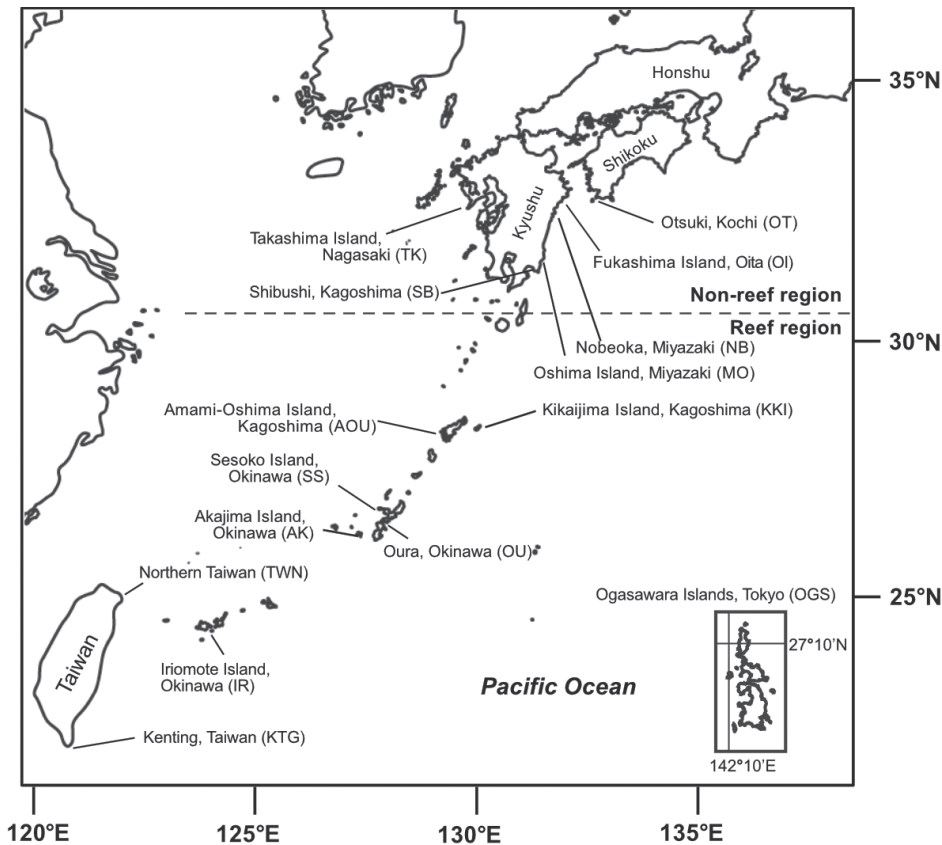 Honshu
35°N
Shikoku
Kyushu
Otsuki, Kochi (OT)
Takashima Island,
Nagasaki (TK)
Fukashima Island, Oita (OI)
Shibushi, Kagoshima (SB)
Non-reef region
Reef region
30°N
Nobeoka, Miyazaki (NB)
Oshima Island, Miyazaki (MO)
Amami-Oshima Island,
Kagoshima (AOU)
Kikaijima Island, Kagoshima (KKI)
Sesoko Island,
Okinawa (SS)
Akajima Island,
Okinawa (AK)
Oura, Okinawa (OU)
Northern Taiwan (TWN)
Ogasawara Islands, Tokyo (OGS)
25°N
27°10'N
Taiwan
Iriomote Island,
Okinawa (IR)
Pacific Ocean
Kenting, Taiwan (KTG)
142°10'E
120°E
125°E
130°E
135°E